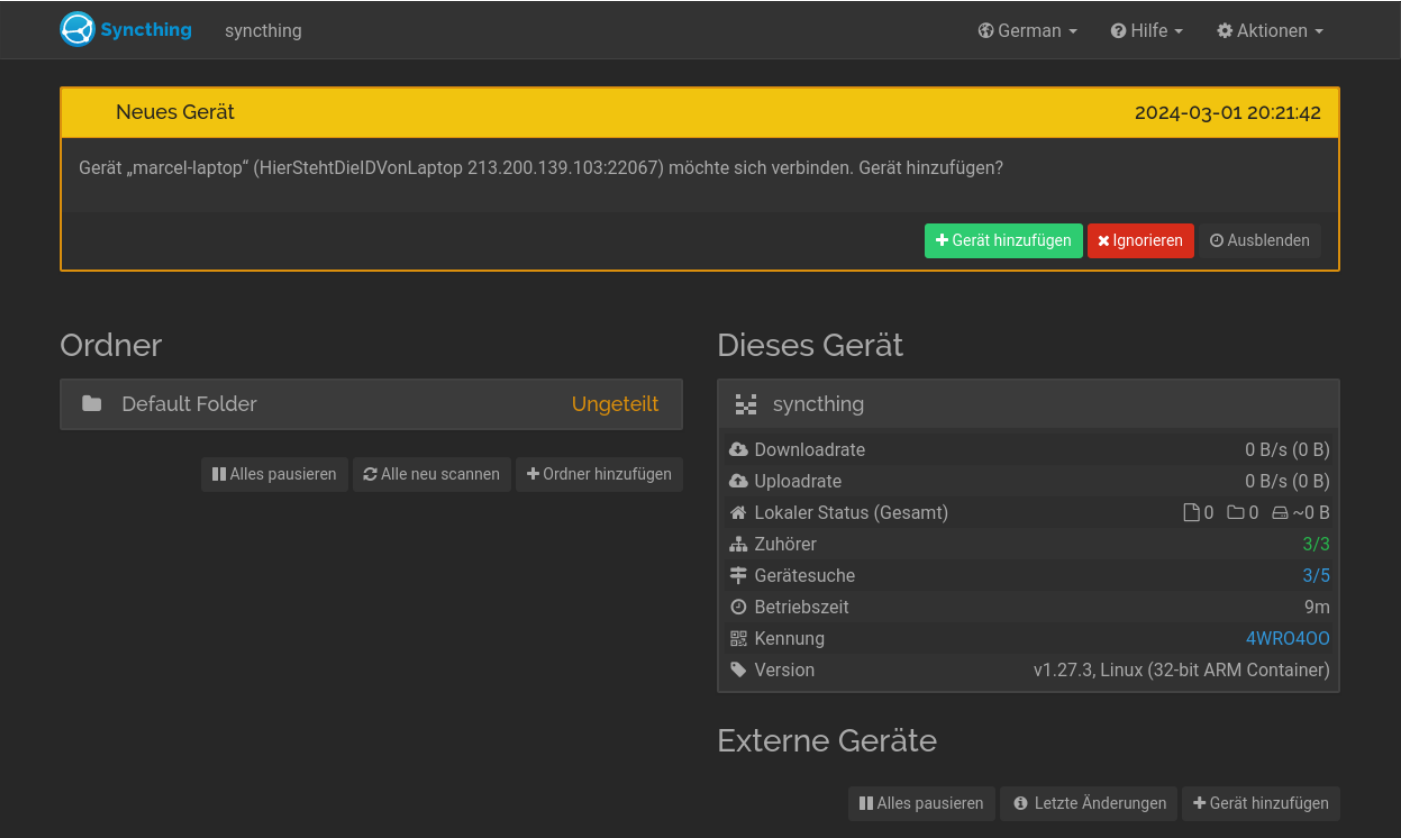 Syncthing syncthing German Hilfe Aktionen
Neues Gerät 2024-03-01 20:21:42
Gerät „marcel-laptop“ (HierStehtDieIDVonLaptop 213.200.139.103:22067) möchte sich verbinden. Gerät hinzufügen?
Gerät hinzufügen Ignorieren Ausblenden
Ordner
Default Folder Ungeteilt
Alles pausieren Alle neu scannen Ordner hinzufügen
Dieses Gerät
syncthing
Downloadrate 0 B/s (0 B)
Uploadrate 0 B/s (0 B)
Lokaler Status (Gesamt) 0 0 ~0 B
Zuhörer 3/3
Gerätesuche 3/5
Betriebszeit 9m
Kennung 4WRO4OO
Version v1.27.3, Linux (32-bit ARM Container)
Externe Geräte
Alles pausieren Letzte Änderungen Gerät hinzufügen